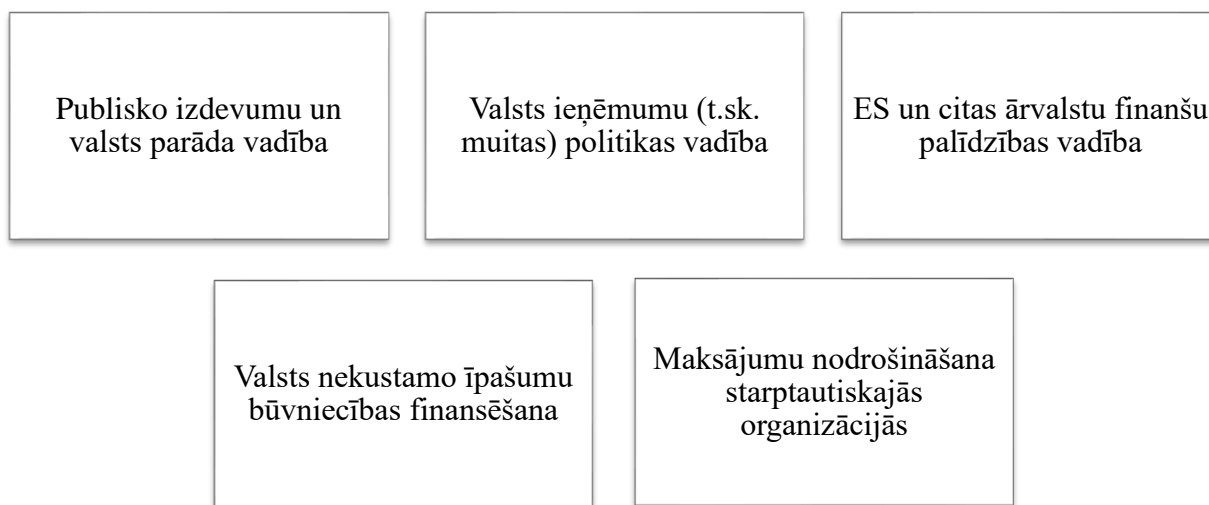 Publisko izdevumu un
valsts parāda vadība
Valsts ieņēmumu (t.sk.
muitas) politikas vadība
ES un citas ārvalstu finanšu
palīdzības vadība
Valsts nekustamo īpašumu
būvniecības finansēšana
Maksājumu nodrošināšana
starptautiskajās
organizācijās